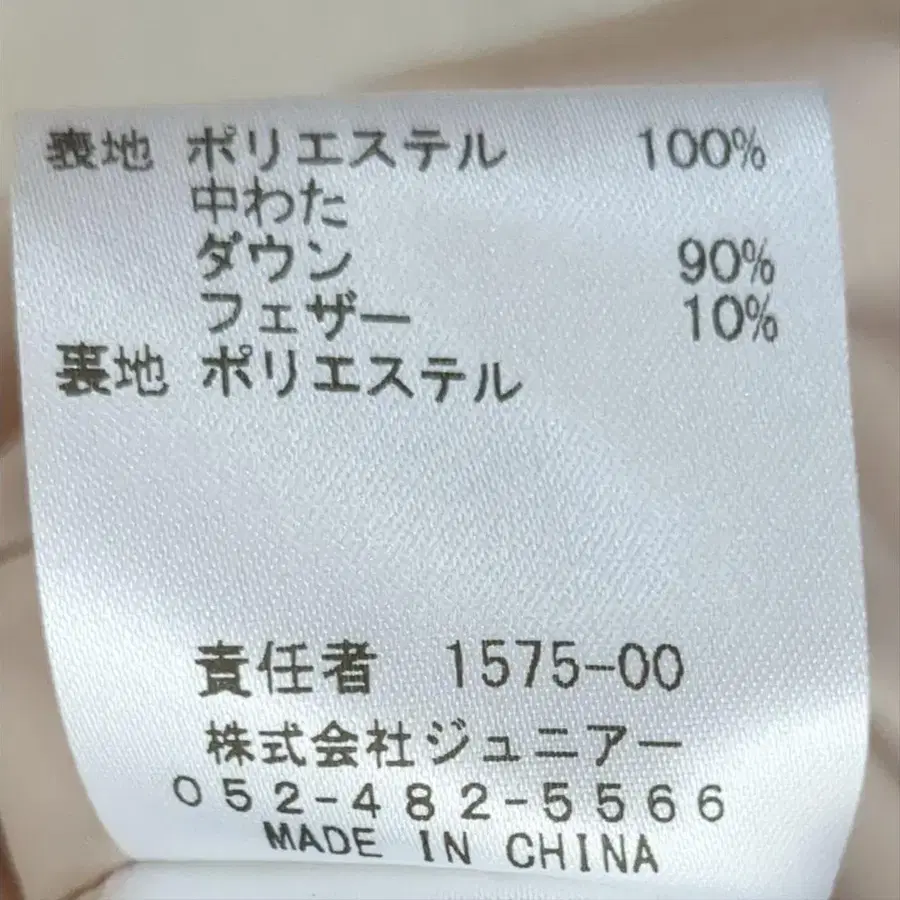 表地 ポリエステル 100%
中わた
ダウン 90%
フェザー 10%
裏地 ポリエステル
責任者 1575-00
株式会社ジュニアー
052-482-5566
MADE IN CHINA